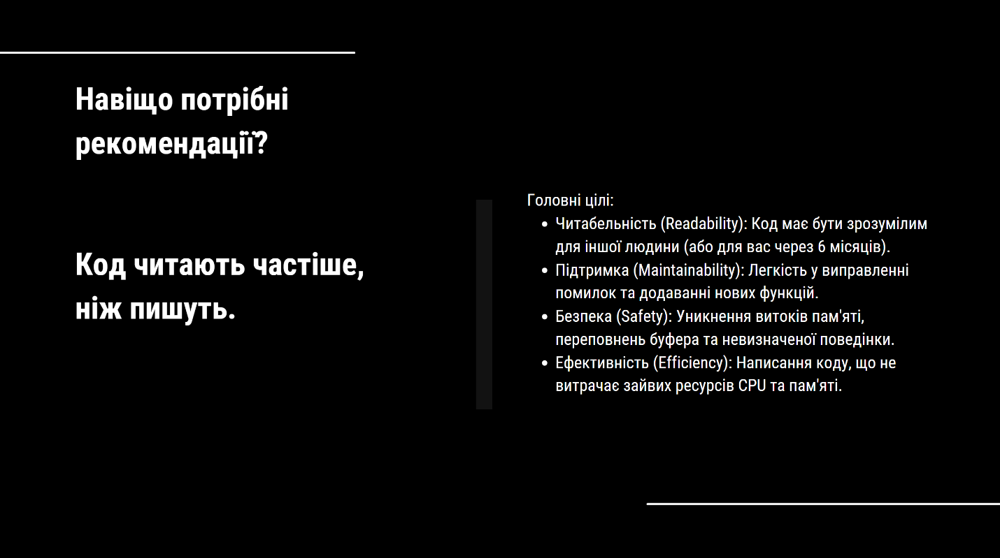 Навіщо потрібні
рекомендації?
Код читають частіше,
ніж пишуть.
Головні цілі:
• Читабельність (Readability): Код має бути зрозумілим
для іншої людини (або для вас через 6 місяців).
• Підтримка (Maintainability): Легкість у виправленні
помилок та додаванні нових функцій.
• Безпека (Safety): Уникнення витоків пам'яті,
переповнень буфера та невизначеної поведінки.
• Ефективність (Efficiency): Написання коду, що не
витрачає зайвих ресурсів CPU та пам'яті.